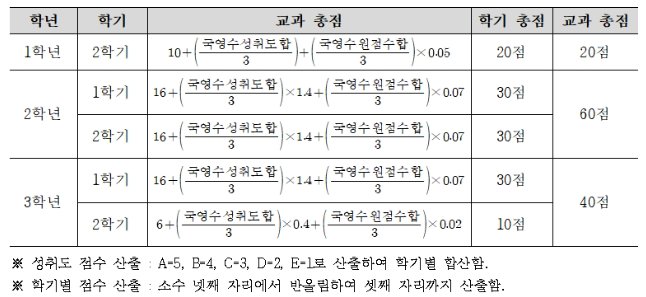 학년 학기 교과 총점 학기 총점 교과 총점
1학년 2학기 10+(국영수성취도합/3)+(국영수원점수합/3)×0.05 20점 20점
2학년 1학기 16+(국영수성취도합/3)×1.4+(국영수원점수합/3)×0.07 30점 60점
2학기 16+(국영수성취도합/3)×1.4+(국영수원점수합/3)×0.07 30점
3학년 1학기 16+(국영수성취도합/3)×1.4+(국영수원점수합/3)×0.07 30점 40점
2학기 6+(국영수성취도합/3)×0.4+(국영수원점수합/3)×0.02 10점
※ 성취도 점수 산출 : A=5, B=4, C=3, D=2, E=1로 산출하여 학기별 합산함.
※ 학기별 점수 산출 : 소수 넷째 자리에서 반올림하여 셋째 자리까지 산출함.